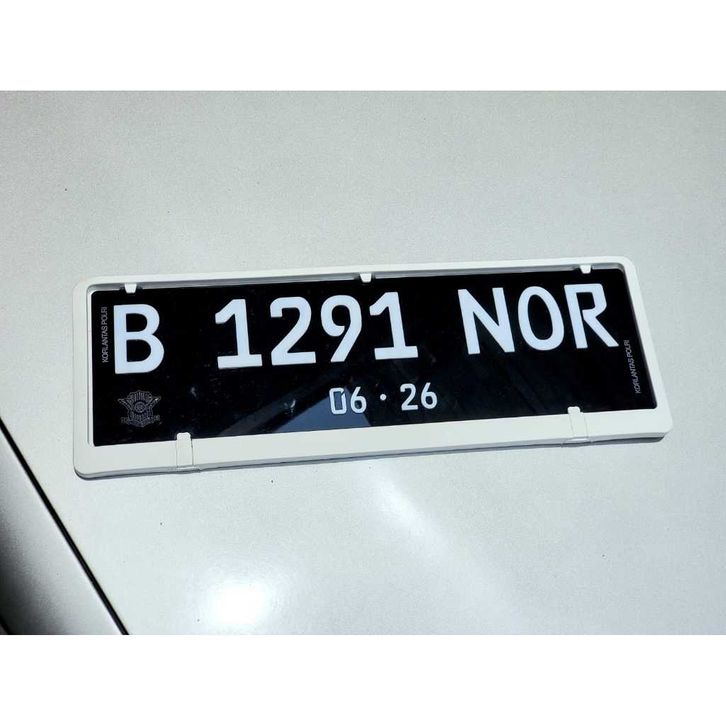 KORLANTAS POLRI
B 1291 NOR
KORLANTAS POLRI
06 • 26